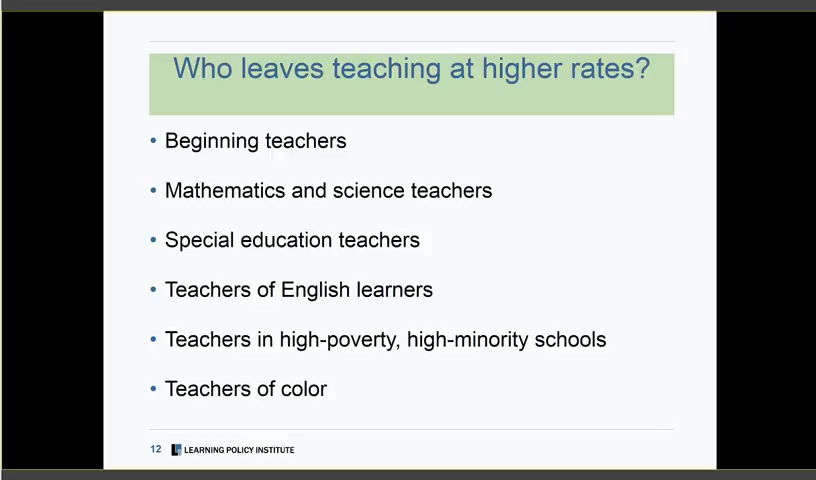 Who leaves teaching at higher rates?
• Beginning teachers
• Mathematics and science teachers
• Special education teachers
• Teachers of English learners
• Teachers in high-poverty, high-minority schools
• Teachers of color
12 LEARNING POLICY INSTITUTE